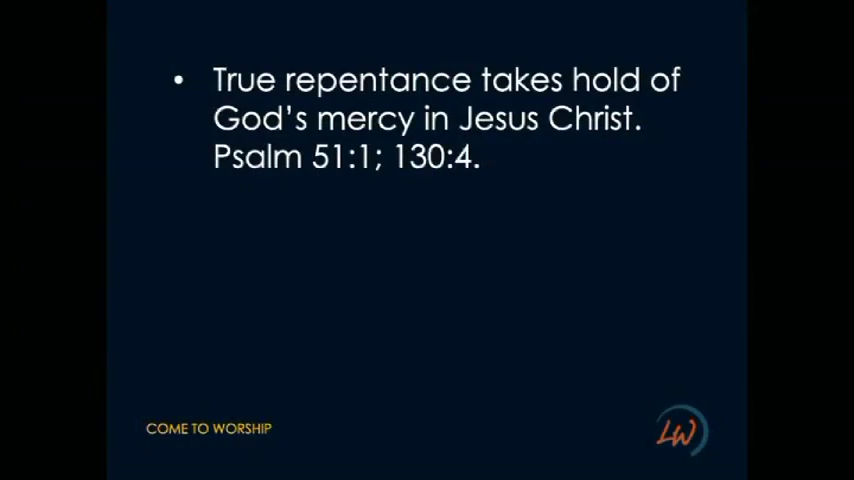 • True repentance takes hold of
God's mercy in Jesus Christ.
Psalm 51:1; 130:4.
COME TO WORSHIP
LW